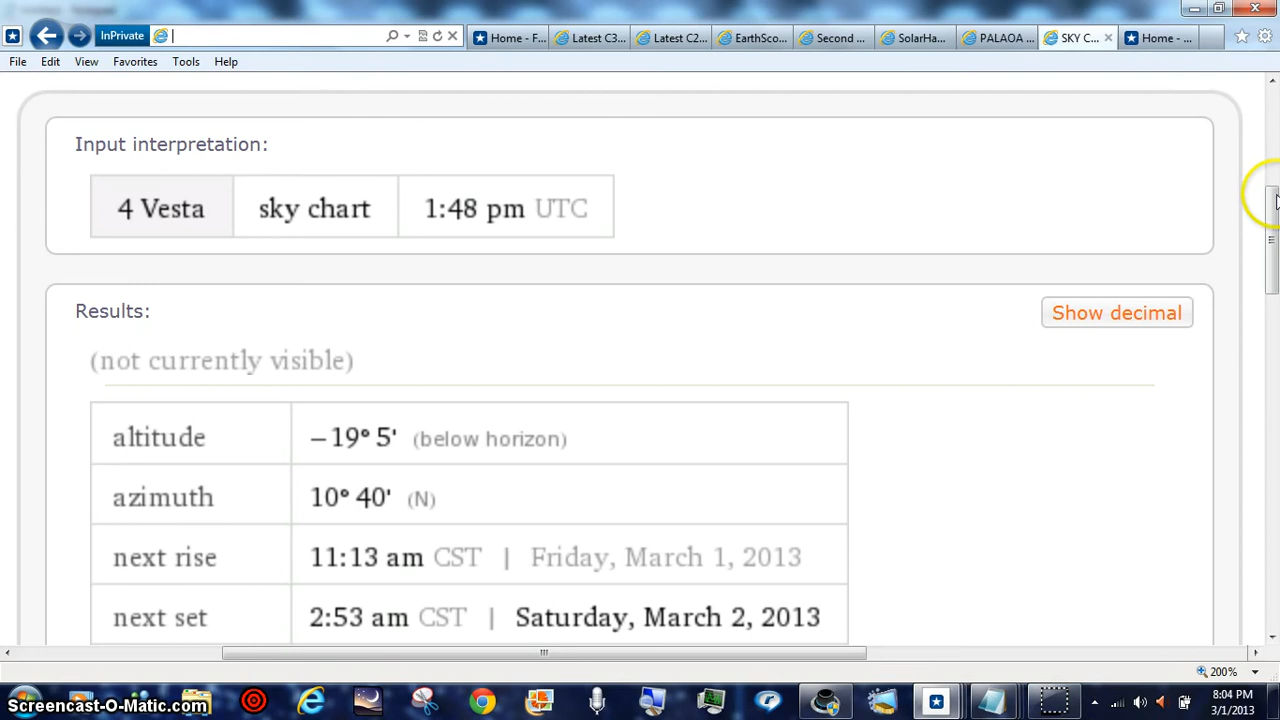 InPrivate
Home - F...
Latest C3...
Latest C2...
EarthSco...
Second ...
SolarHa...
PALAOA ...
SKY C...
Home - ...
File Edit View Favorites Tools Help
Input interpretation:
4 Vesta sky chart 1:48 pm UTC
Results:
Show decimal
(not currently visible)
altitude −19° 5' (below horizon)
azimuth 10° 40' (N)
next rise 11:13 am CST | Friday, March 1, 2013
next set 2:53 am CST | Saturday, March 2, 2013
200%
Screencast-O-Matic.com
8:04 PM
3/1/2013